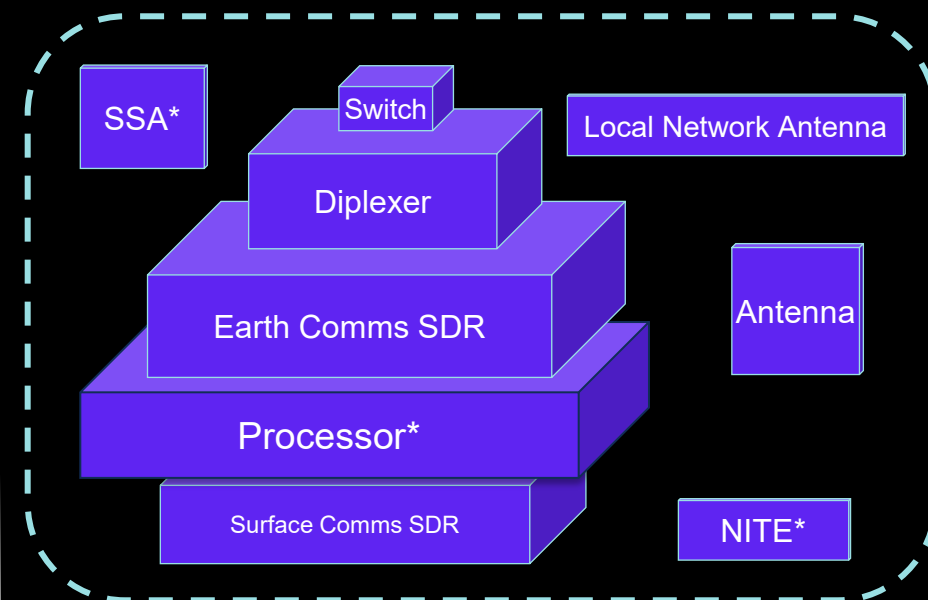 SSA*
Switch
Local Network Antenna
Diplexer
Earth Comms SDR
Antenna
Processor*
Surface Comms SDR
NITE*